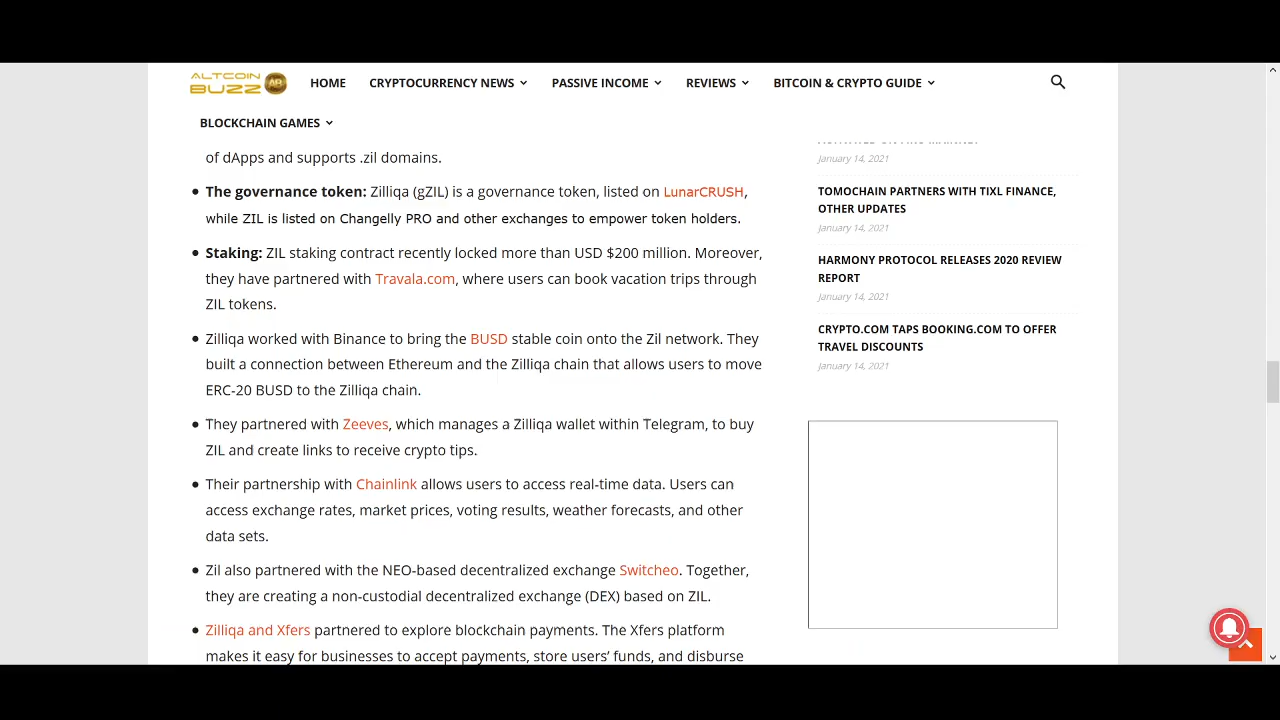 ALTCOIN BUZZ AB
HOME
CRYPTOCURRENCY NEWS
PASSIVE INCOME
REVIEWS
BITCOIN & CRYPTO GUIDE
BLOCKCHAIN GAMES
of dApps and supports .zil domains.
The governance token: Zilliqa (gZIL) is a governance token, listed on LunarCRUSH,
while ZIL is listed on Changelly PRO and other exchanges to empower token holders.
Staking: ZIL staking contract recently locked more than USD $200 million. Moreover,
they have partnered with Travala.com, where users can book vacation trips through
ZIL tokens.
Zilliqa worked with Binance to bring the BUSD stable coin onto the Zil network. They
built a connection between Ethereum and the Zilliqa chain that allows users to move
ERC-20 BUSD to the Zilliqa chain.
They partnered with Zeeves, which manages a Zilliqa wallet within Telegram, to buy
ZIL and create links to receive crypto tips.
Their partnership with Chainlink allows users to access real-time data. Users can
access exchange rates, market prices, voting results, weather forecasts, and other
data sets.
Zil also partnered with the NEO-based decentralized exchange Switcheo. Together,
they are creating a non-custodial decentralized exchange (DEX) based on ZIL.
Zilliqa and Xfers partnered to explore blockchain payments. The Xfers platform
makes it easy for businesses to accept payments, store users' funds, and disburse
January 14, 2021
TOMOCHAIN PARTNERS WITH TIXL FINANCE,
OTHER UPDATES
January 14, 2021
HARMONY PROTOCOL RELEASES 2020 REVIEW
REPORT
January 14, 2021
CRYPTO.COM TAPS BOOKING.COM TO OFFER
TRAVEL DISCOUNTS
January 14, 2021